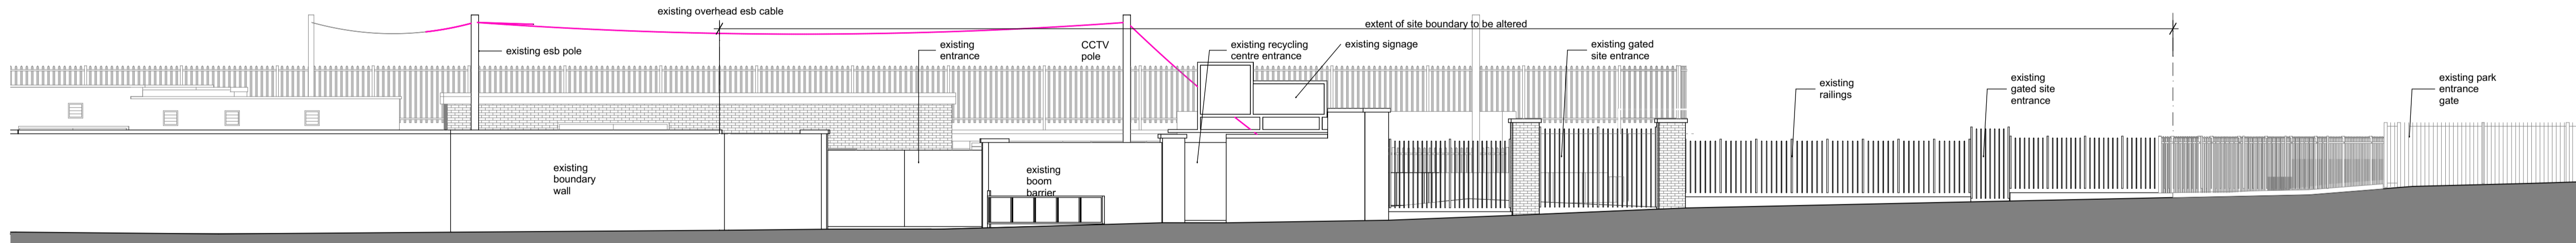 existing overhead esb cable
extent of site boundary to be altered
existing esb pole
existing
entrance
CCTV
pole
existing recycling
centre entrance
existing signage
existing gated
site entrance
existing
railings
existing
gated site
entrance
existing park
entrance
gate
existing
boundary
wall
existing
boom
barrier